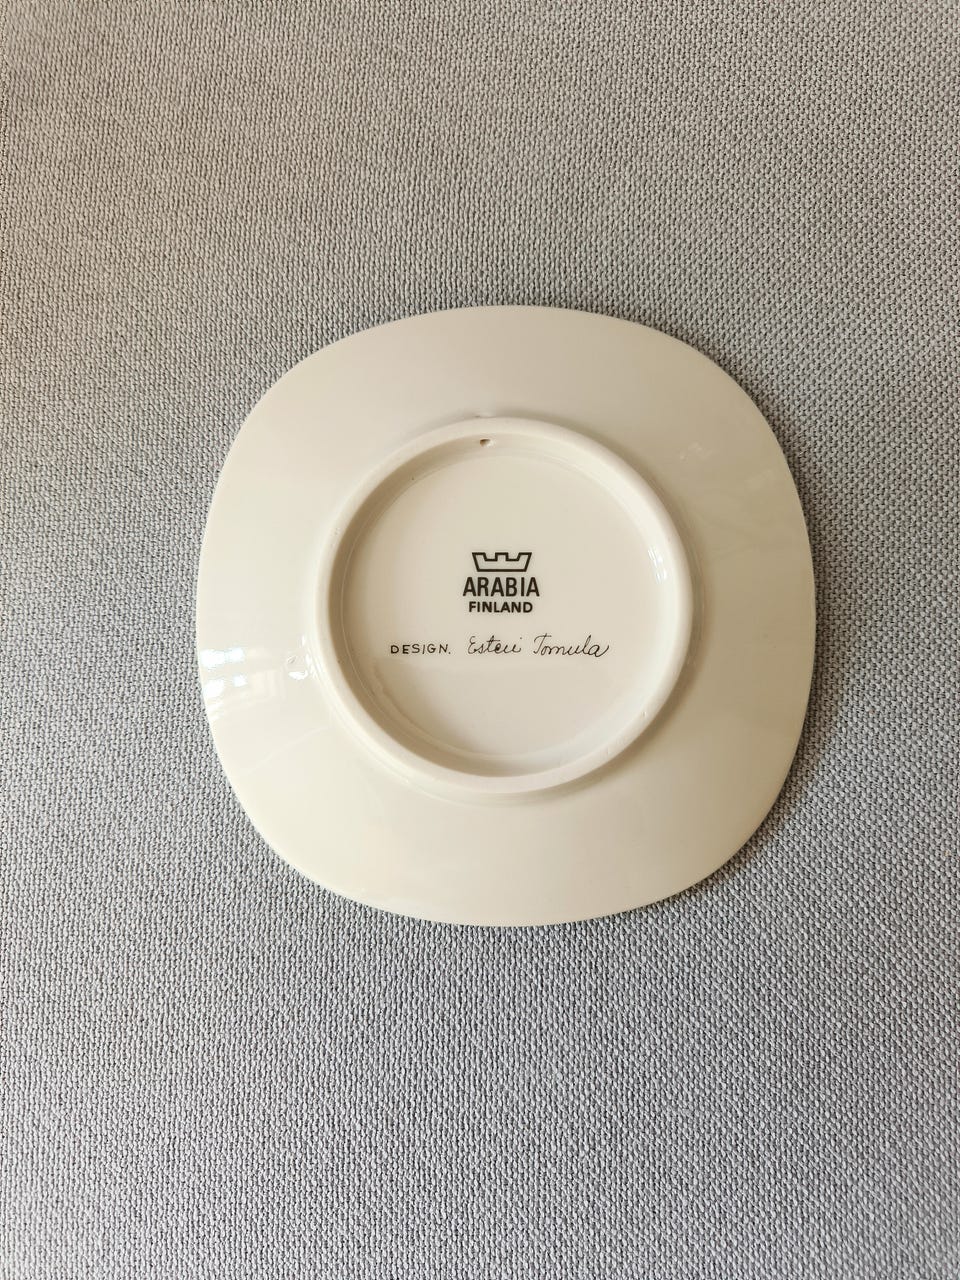 ARABIA
FINLAND
DESIGN. Esteri Tomula